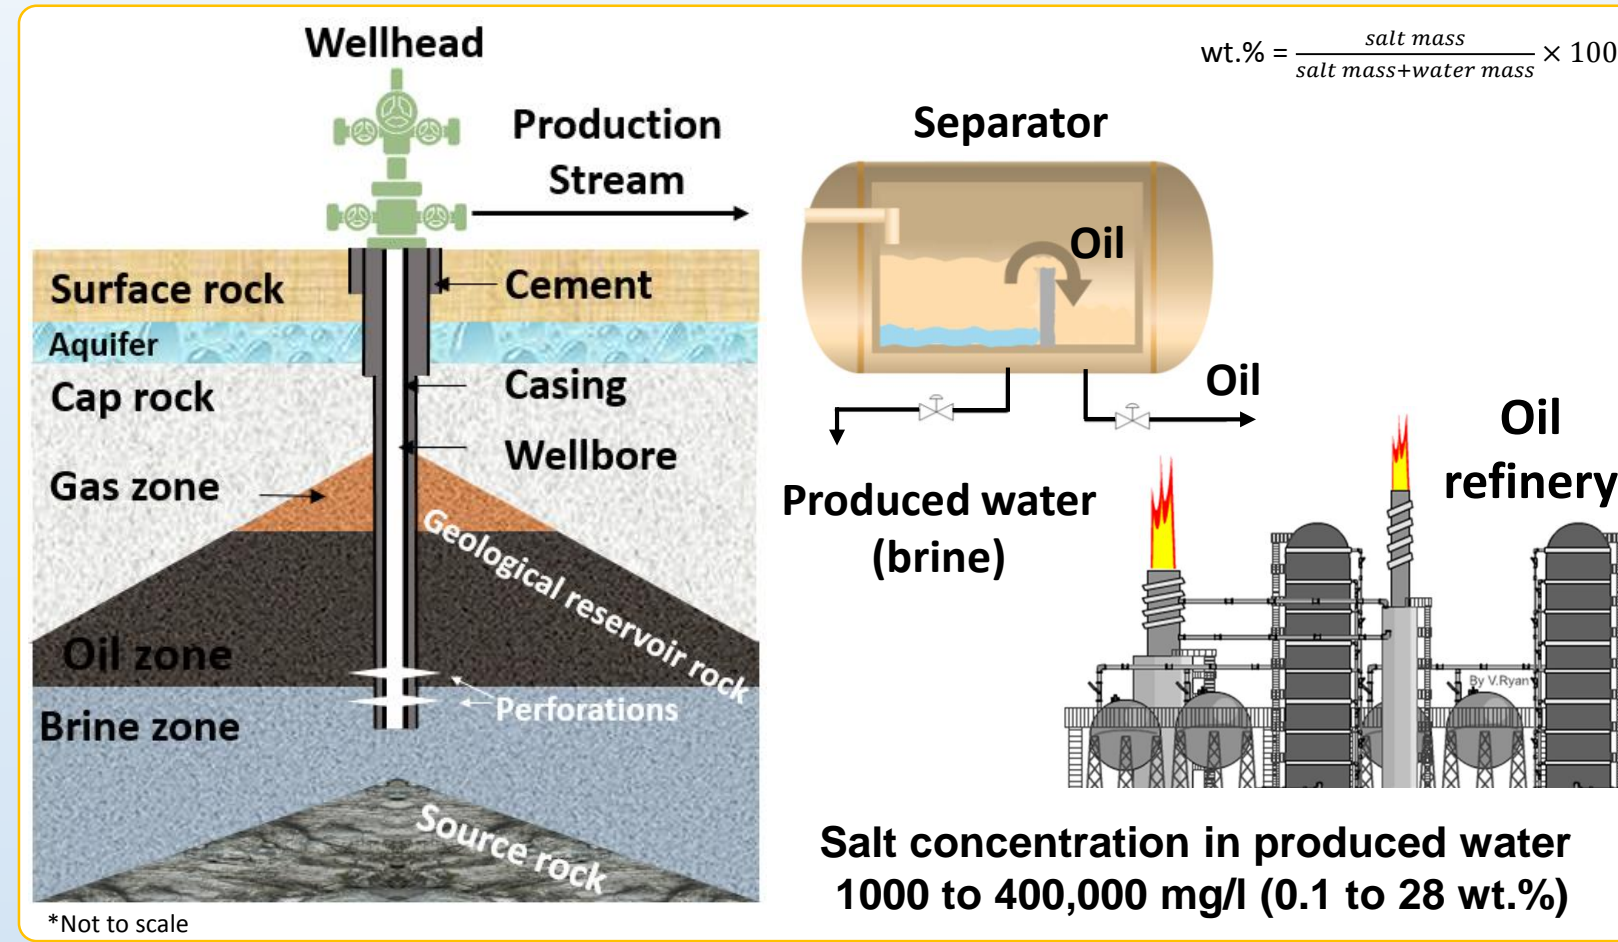 Wellhead
Production
Stream
Surface rock
Cement
Aquifer
Cap rock
Casing
Wellbore
Gas zone
Geological reservoir rock
Oil zone
Perforations
Brine zone
Source rock
*Not to scale
wt.% = salt mass / salt mass+water mass × 100
Separator
Oil
Oil
Produced water
(brine)
Oil
refinery
By V.Ryan
Salt concentration in produced water
1000 to 400,000 mg/l (0.1 to 28 wt.%)